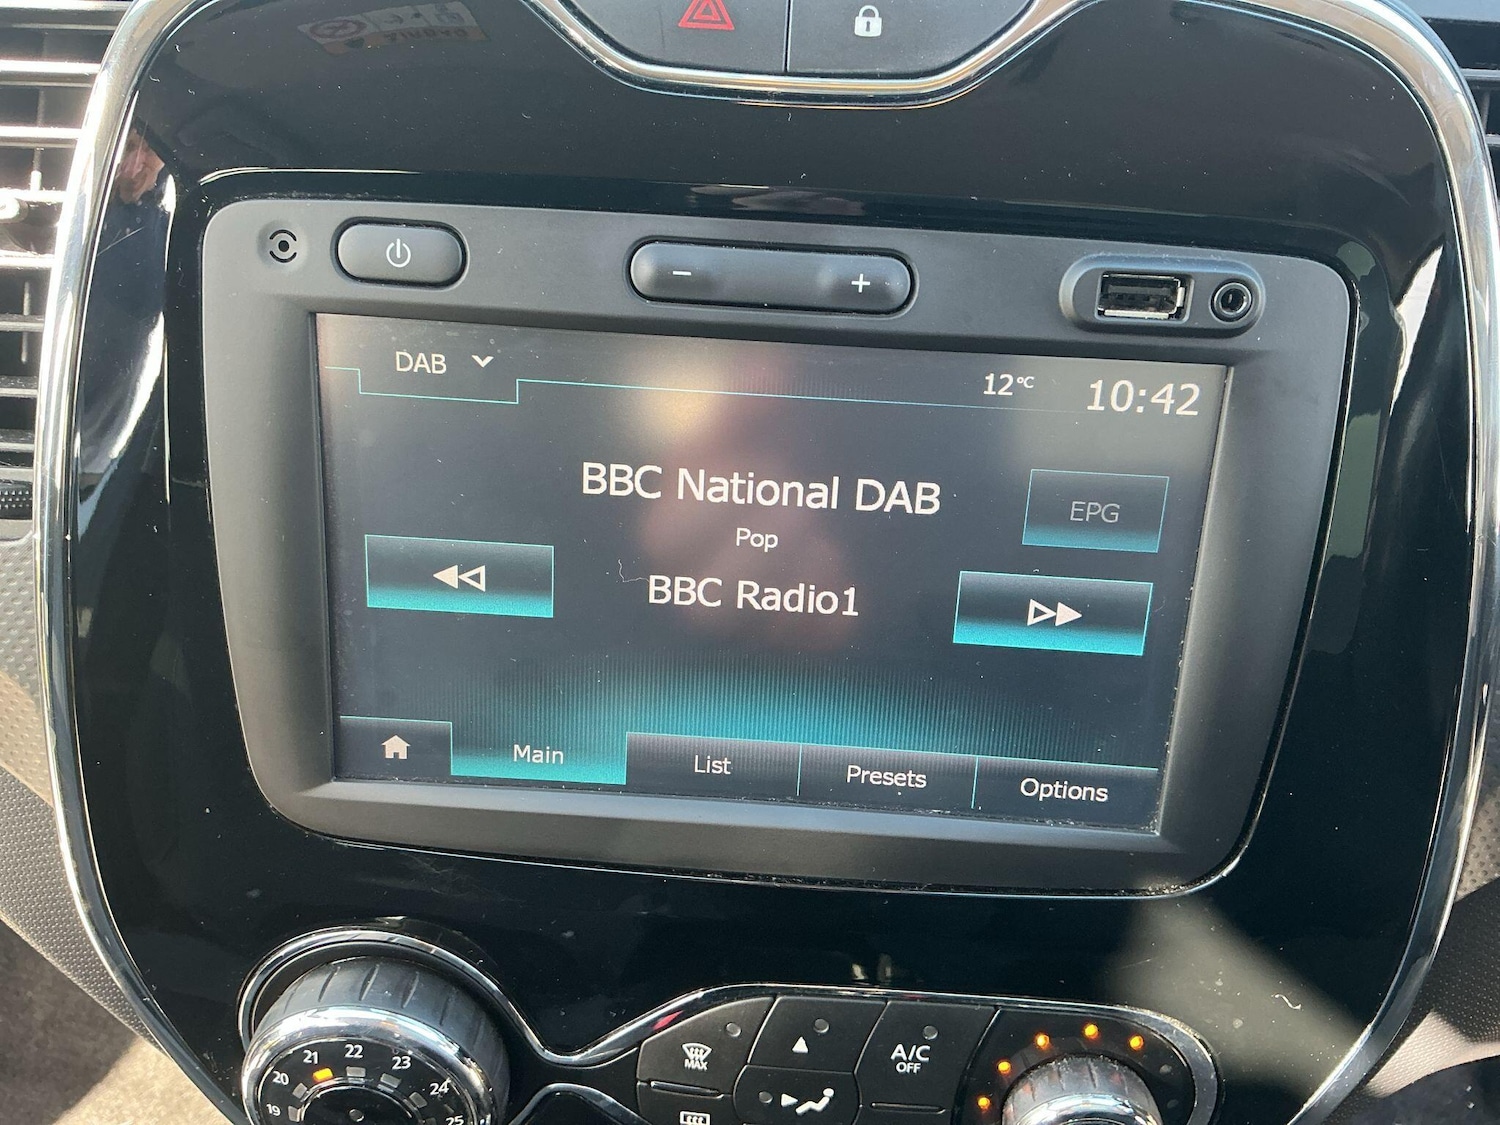 DAB
12°C
10:42
BBC National DAB
Pop
EPG
BBC Radio1
Main
List
Presets
Options
19
20
21
22
23
24
25
MAX
A/C
OFF